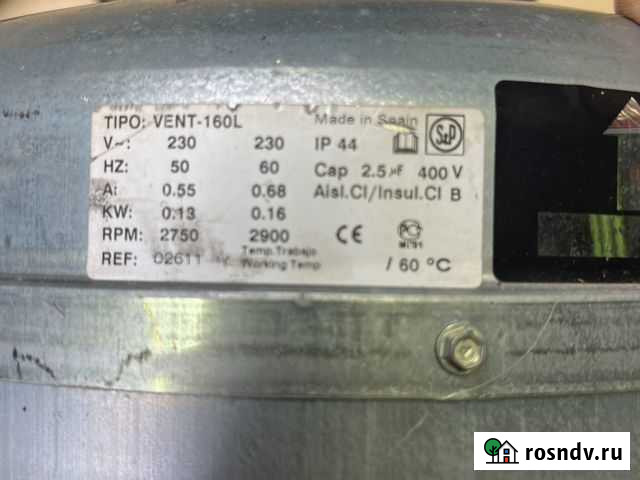 TIPO: VENT-160L Made in Spain S&P
V~: 230 230 IP 44
HZ: 50 60 Cap 2.5 µF 400 V
A: 0.55 0.68 Aisl.Cl/Insul.Cl B
KW: 0.13 0.16
RPM: 2750 2900 CE PC
REF: 02611 Temp.Trabajo
Working Temp / 60 °C
rosndv.ru